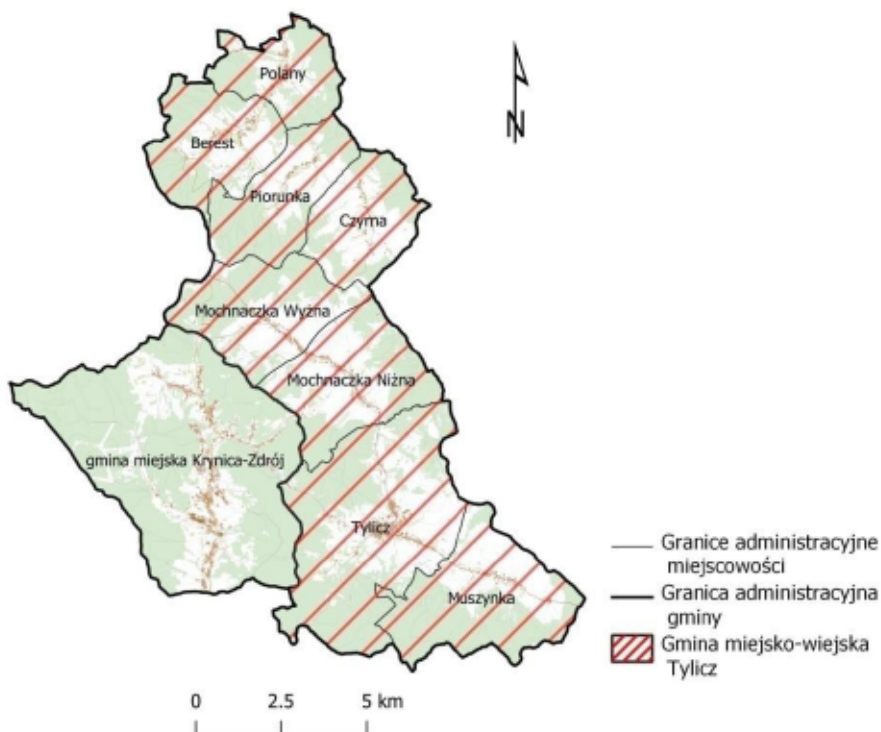 Polany
N
Berest
Piorunka
Czyrna
Mochnaczka Wyżna
Mochnaczka Niżna
gmina miejska Krynica-Zdrój
Tylicz
Muszynka
Granice administracyjne
miejscowości
Granica administracyjna
gminy
Gmina miejsko-wiejska
Tylicz
0 2.5 5 km